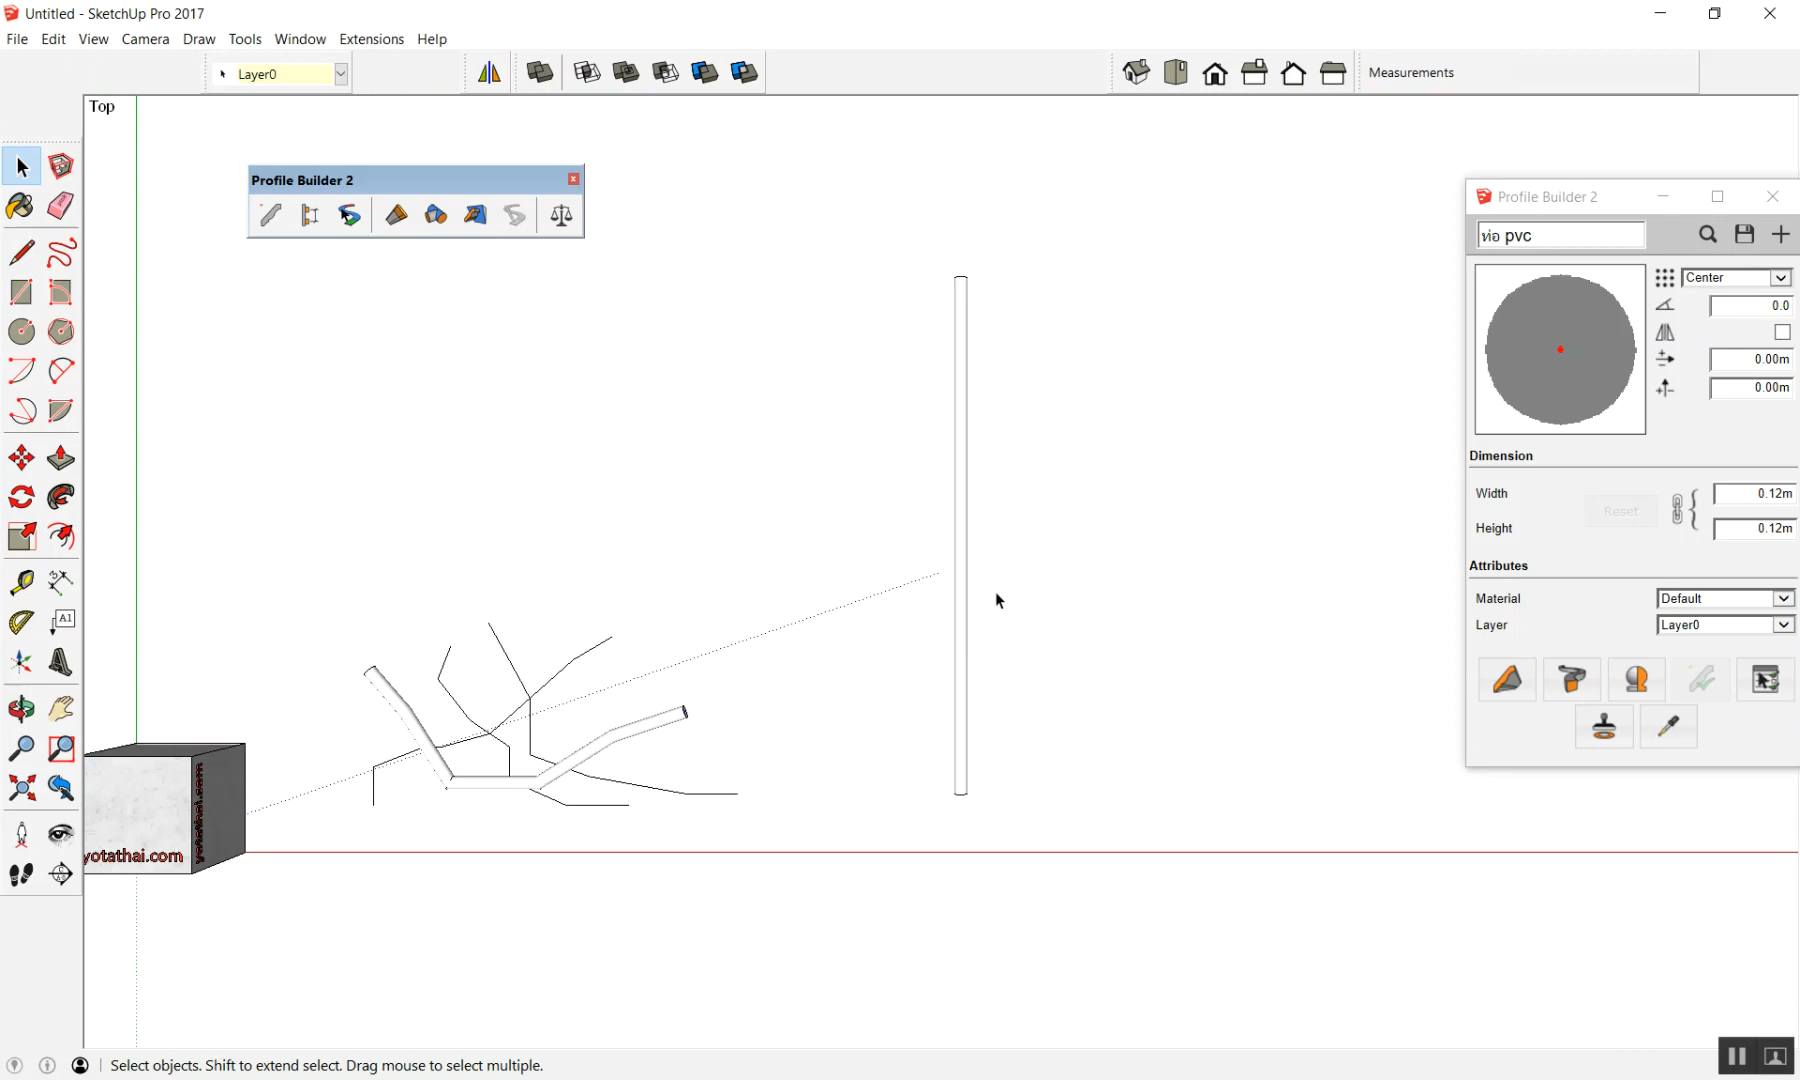 Untitled - SketchUp Pro 2017
File Edit View Camera Draw Tools Window Extensions Help
Layer0
Measurements
Top
Profile Builder 2
Profile Builder 2
ท่อ pvc
Center
0.0
0.00m
0.00m
Dimension
Width 0.12m
Reset
Height 0.12m
Attributes
Material Default
Layer Layer0
A1
yotathai.com
yotathai.com
Select objects. Shift to extend select. Drag mouse to select multiple.